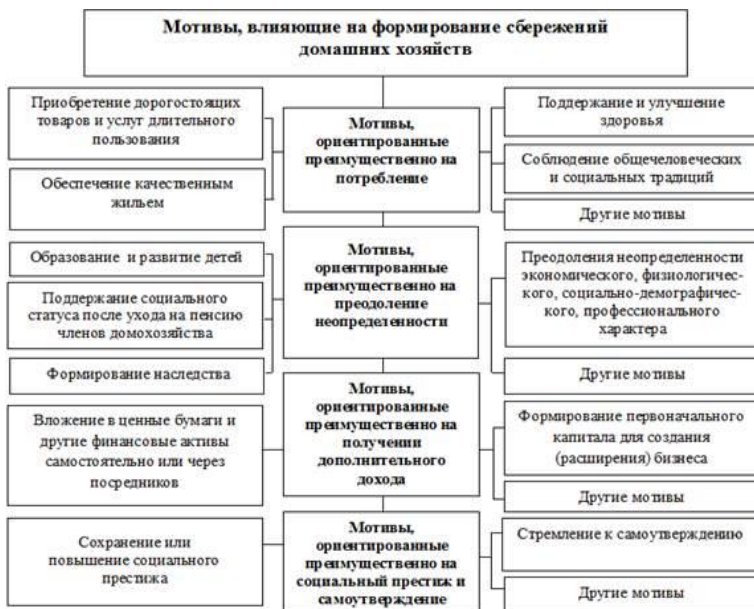 Мотивы, влияющие на формирование сбережений
домашних хозяйств
Приобретение дорогостоящих
товаров и услуг длительного
пользования
Обеспечение качественным
жильем
Мотивы,
ориентированные
преимущественно на
потребление
Поддержание и улучшение
здоровья
Соблюдение общечеловеческих
и социальных традиций
Другие мотивы
Образование и развитие детей
Поддержание социального
статуса после ухода на пенсию
членов домохозяйства
Формирование наследства
Мотивы,
ориентированные
преимущественно на
преодоление
неопределенности
Преодоления неопределенности
экономического, физиологичес-
кого, социально-демографичес-
кого, профессионального
характера
Другие мотивы
Вложение в ценные бумаги и
другие финансовые активы
самостоятельно или через
посредников
Мотивы,
ориентированные
преимущественно на
получении
дополнительного
дохода
Формирование первоначального
капитала для создания
(расширения) бизнеса
Другие мотивы
Сохранение или
повышение социального
престижа
Мотивы,
ориентированные
преимущественно на
социальный престиж и
самоутверждение
Стремление к самоутверждению
Другие мотивы